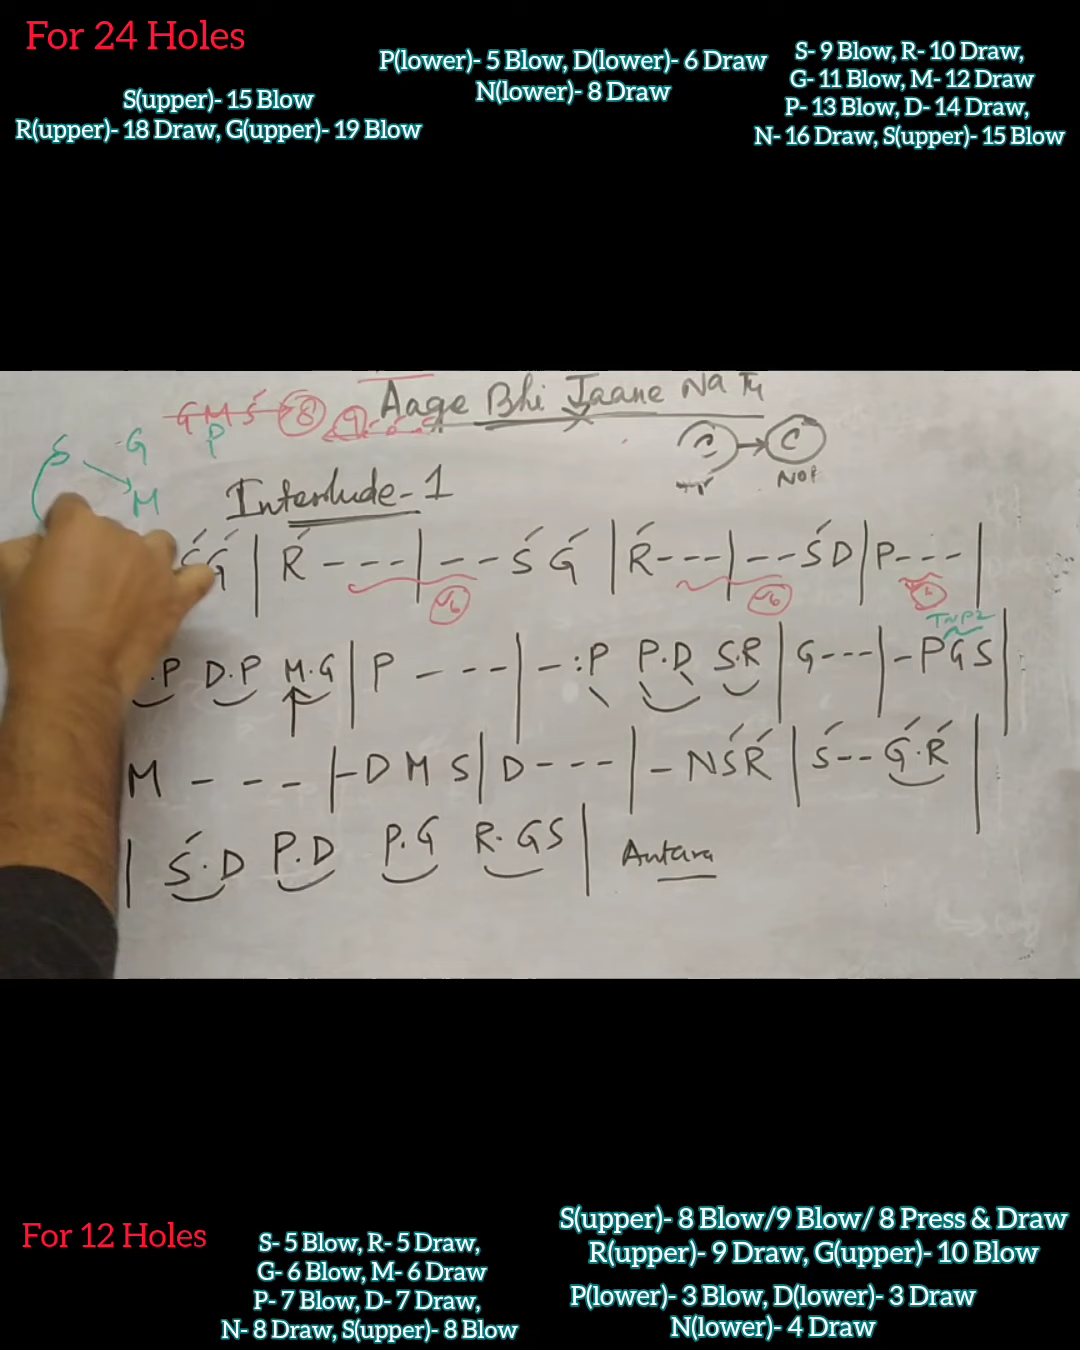 For 24 Holes
S(upper)- 15 Blow
R(upper)- 18 Draw, G(upper)- 19 Blow
P(lower)- 5 Blow, D(lower)- 6 Draw
N(lower)- 8 Draw
S- 9 Blow, R- 10 Draw,
G- 11 Blow, M- 12 Draw
P- 13 Blow, D- 14 Draw,
N- 16 Draw, S(upper)- 15 Blow
Aage Bhi Jaane Na Tu
G M Ś 8 9
P
S G
M
C → C
Interlude-1
Ś Ǵ | Ŕ - - - - | - - - Ś Ǵ | Ŕ - - - | - - - Ś D | P - - - |
.P D.P M.G | P - - - | - :P P.D S.R | G - - - | - P G S |
M - - - | - D M S | D - - - | - N Ś Ŕ | Ś - - Ǵ.Ŕ |
| Ś.D P.D P.G R.GS | Antara
For 12 Holes
S- 5 Blow, R- 5 Draw,
G- 6 Blow, M- 6 Draw
P- 7 Blow, D- 7 Draw,
N- 8 Draw, S(upper)- 8 Blow
S(upper)- 8 Blow/9 Blow/ 8 Press & Draw
R(upper)- 9 Draw, G(upper)- 10 Blow
P(lower)- 3 Blow, D(lower)- 3 Draw
N(lower)- 4 Draw